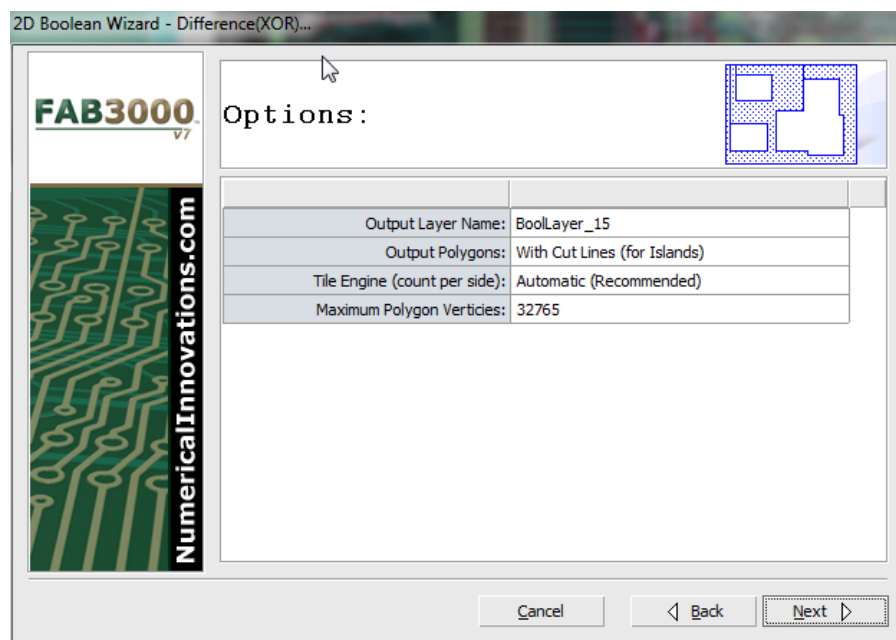 2D Boolean Wizard - Difference(XOR)...
FAB3000
V7
Options:
NumericalInnovations.com
Output Layer Name: BoolLayer_15
Output Polygons: With Cut Lines (for Islands)
Tile Engine (count per side): Automatic (Recommended)
Maximum Polygon Verticies: 32765
Cancel
Back
Next